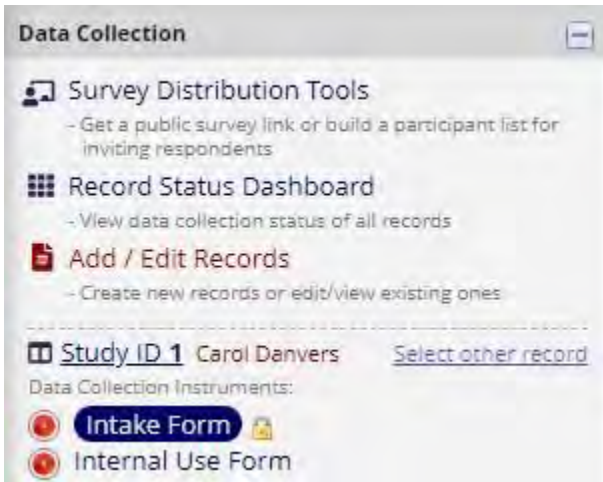 Data Collection
Survey Distribution Tools
- Get a public survey link or build a participant list for
inviting respondents
Record Status Dashboard
- View data collection status of all records
Add / Edit Records
- Create new records or edit/view existing ones
Study ID 1 Carol Danvers Select other record
Data Collection Instruments:
Intake Form
Internal Use Form